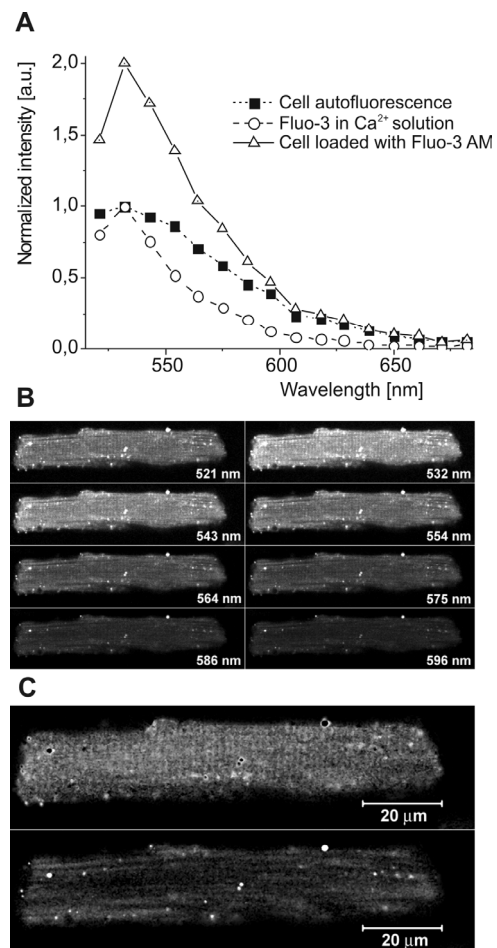 A
Normalized intensity [a.u.]
2,0
1,5
1,0
0,5
0,0
Cell autofluorescence
Fluo-3 in Ca²⁺ solution
Cell loaded with Fluo-3 AM
550
600
650
Wavelength [nm]
B
521 nm
532 nm
543 nm
554 nm
564 nm
575 nm
586 nm
596 nm
C
20 μm
20 μm